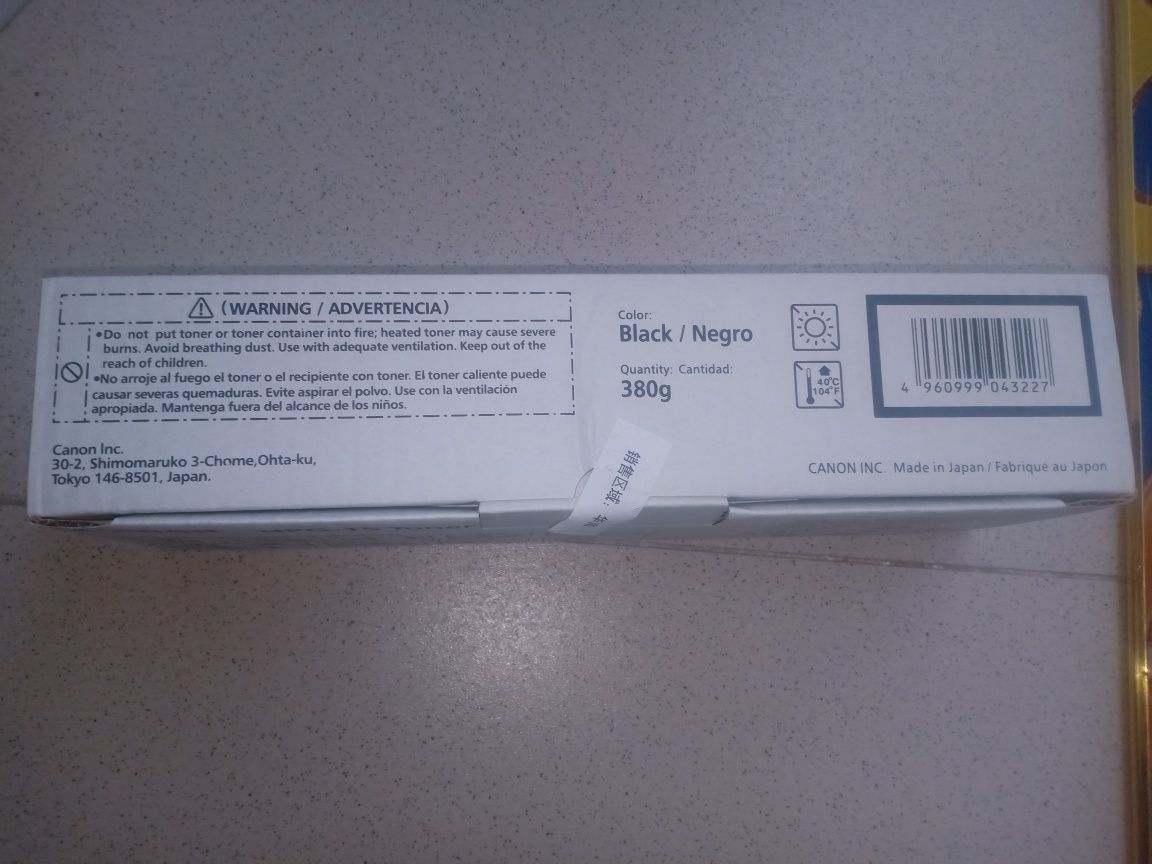 (WARNING / ADVERTENCIA)
•Do not put toner or toner container into fire; heated toner may cause severe
burns. Avoid breathing dust. Use with adequate ventilation. Keep out of the
reach of children.
•No arroje al fuego el toner o el recipiente con toner. El toner caliente puede
causar severas quemaduras. Evite aspirar el polvo. Use con la ventilación
apropiada. Mantenga fuera del alcance de los niños.
Canon Inc.
30-2, Shimomaruko 3-Chome,Ohta-ku,
Tokyo 146-8501, Japan.
Color:
Black / Negro
Quantity: Cantidad:
380g
40°C
104°F
4 960999 043227
CANON INC. Made in Japan / Fabriqué au Japon
销售区域: